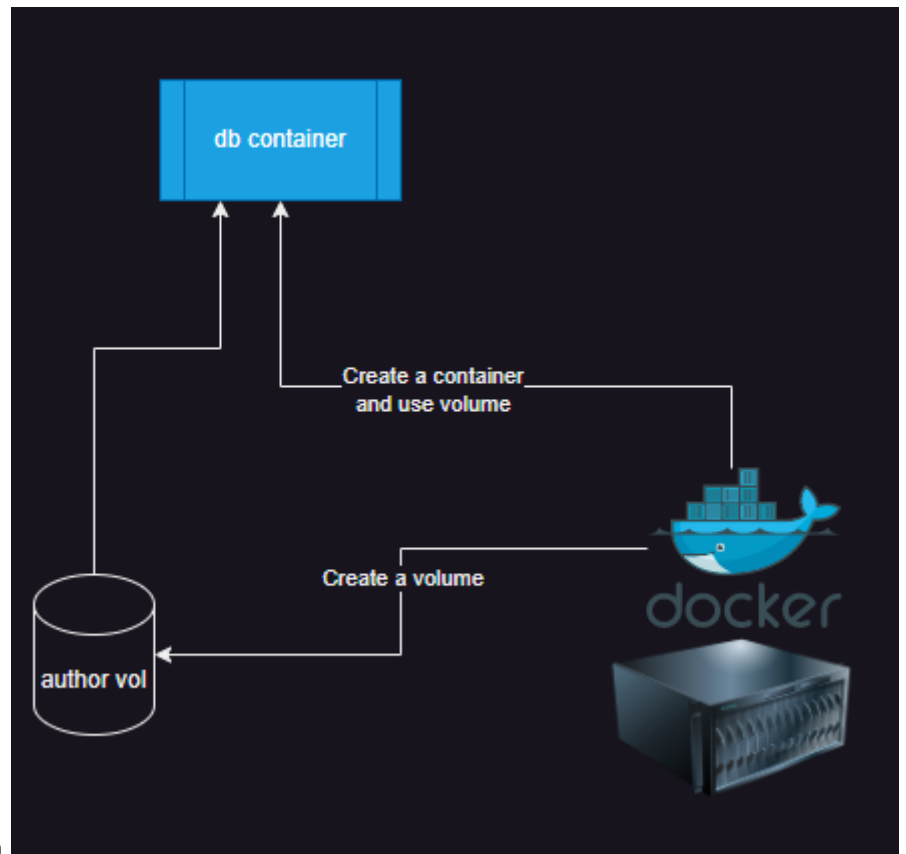 db container
Create a container
and use volume
Create a volume
docker
author vol